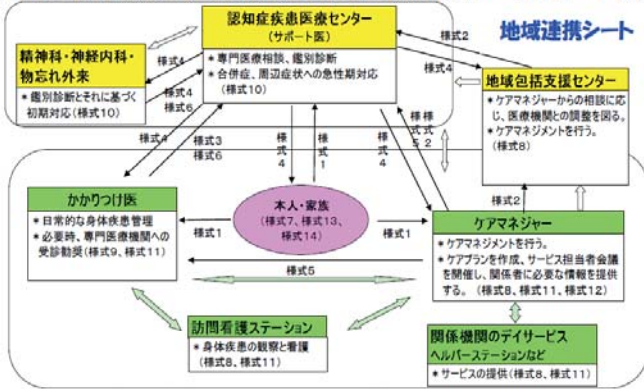 認知症疾患医療センター
(サポート医)
* 専門医療相談、鑑別診断
* 合併症、周辺症状への急性期対応
(様式10)
地域連携シート
様式2
様式4
精神科・神経内科・
物忘れ外来
* 鑑別診断とそれに基づく
初期対応(様式10)
様式4
様式6
地域包括支援センター
* ケアマネジャーからの相談に応
じ、医療機関との調整を図る。
* ケアマネジメントを行う。
(様式8)
様式4
様式3
様式6
様式4
様式1
様式4
様式5
様式2
様式2
かかりつけ医
* 日常的な身体疾患管理
* 必要時、専門医療機関への
受診勧奨(様式9、様式11)
本人・家族
(様式7、様式13、
様式14)
様式1
様式1
ケアマネジャー
* ケアマネジメントを行う。
* ケアプランを作成、サービス担当者会議
を開催し、関係者に必要な情報を提供
する。(様式8、様式11、様式12)
様式5
訪問看護ステーション
* 身体疾患の観察と看護
(様式8、様式11)
関係機関のデイサービス
ヘルパーステーションなど
* サービスの提供(様式8、様式11)